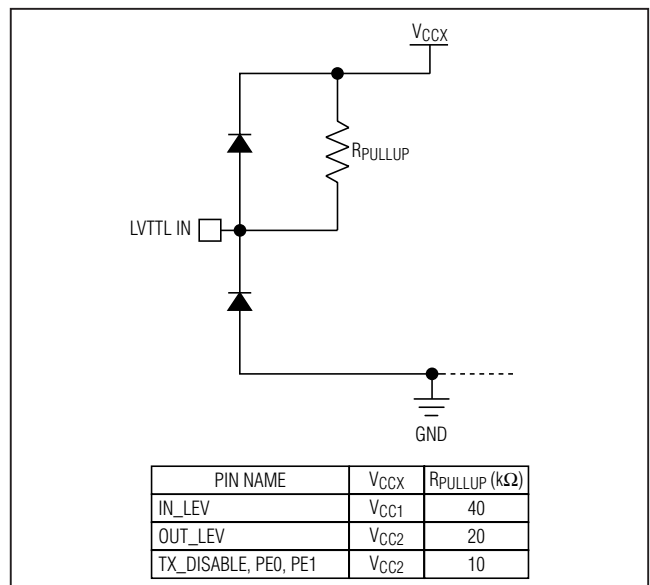 VCCX
RPULLUP
LVTTL IN
GND
PIN NAME VCCX RPULLUP (kΩ)
IN_LEV VCC1 40
OUT_LEV VCC2 20
TX_DISABLE, PE0, PE1 VCC2 10